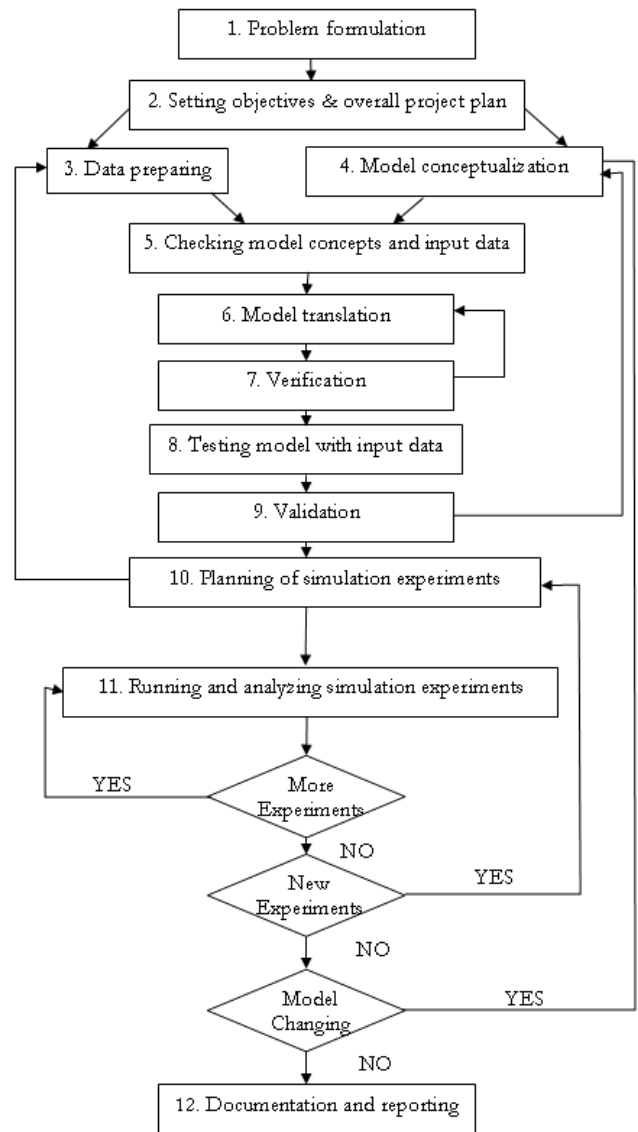 1. Problem formulation
2. Setting objectives & overall project plan
3. Data preparing
4. Model conceptualization
5. Checking model concepts and input data
6. Model translation
7. Verification
8. Testing model with input data
9. Validation
10. Planning of simulation experiments
11. Running and analyzing simulation experiments
YES
More
Experiments
NO
New
Experiments
YES
NO
Model
Changing
YES
NO
12. Documentation and reporting